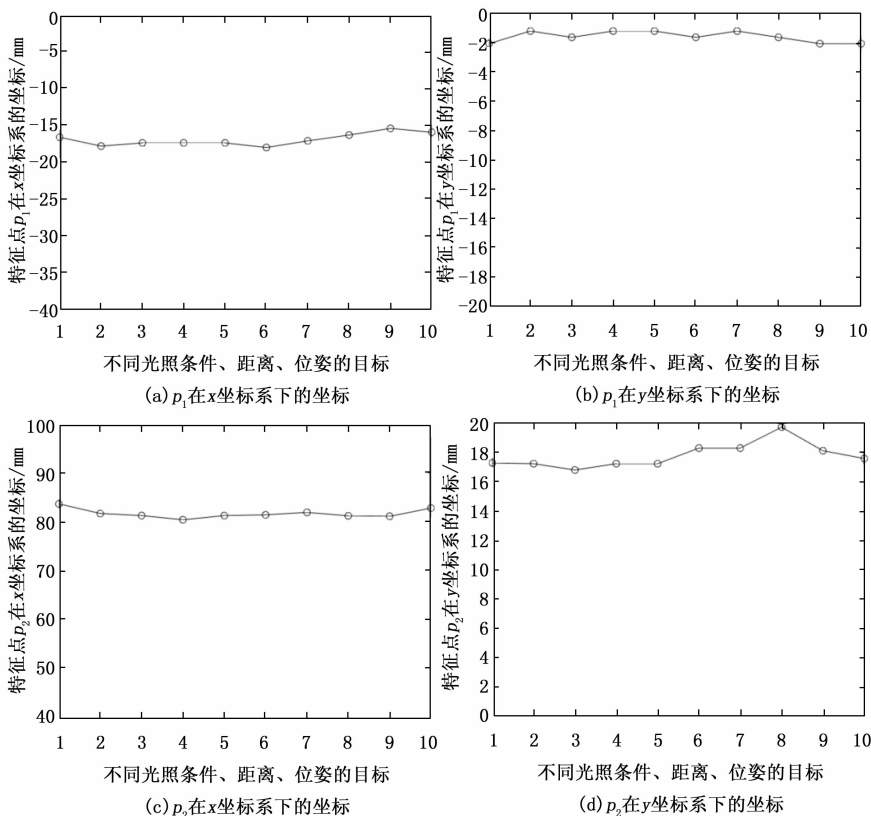 特征点p₁在x坐标系的坐标/mm
0
−5
−10
−15
−20
−25
−30
−35
−40
1 2 3 4 5 6 7 8 9 10
不同光照条件、距离、位姿的目标
(a)p₁在x坐标系下的坐标
特征点p₁在y坐标系的坐标/mm
0
−2
−4
−6
−8
−10
−12
−14
−16
−18
−20
1 2 3 4 5 6 7 8 9 10
不同光照条件、距离、位姿的目标
(b)p₁在y坐标系下的坐标
特征点p₂在x坐标系的坐标/mm
100
90
80
70
60
50
40
1 2 3 4 5 6 7 8 9 10
不同光照条件、距离、位姿的目标
(c)p₂在x坐标系下的坐标
特征点p₂在y坐标系的坐标/mm
20
18
16
14
12
10
8
6
4
2
0
1 2 3 4 5 6 7 8 9 10
不同光照条件、距离、位姿的目标
(d)p₂在y坐标系下的坐标